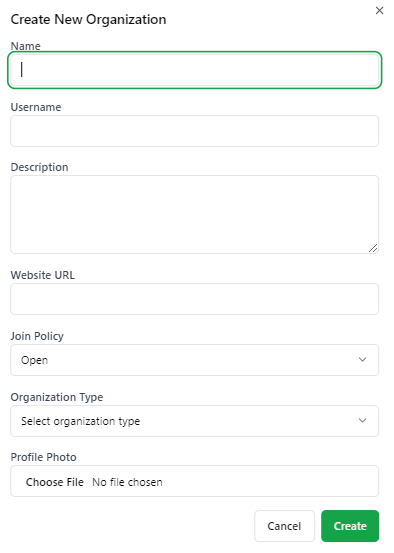 Create New Organization
Name
Username
Description
Website URL
Join Policy
Open
Organization Type
Select organization type
Profile Photo
Choose File No file chosen
Cancel Create